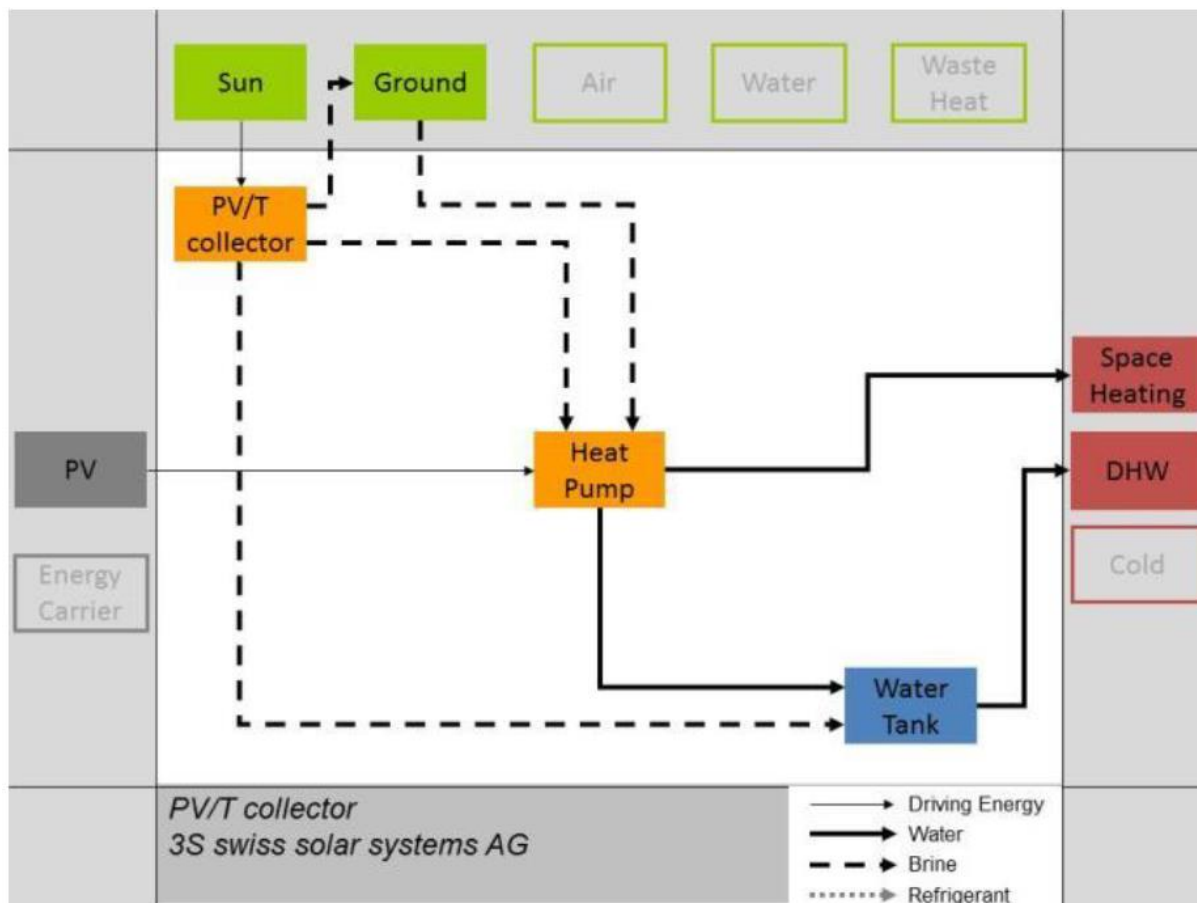 Sun
Ground
Air
Water
Waste
Heat
PV/T
collector
Space
Heating
PV
Heat
Pump
DHW
Energy
Carrier
Cold
Water
Tank
PV/T collector
3S swiss solar systems AG
Driving Energy
Water
Brine
Refrigerant